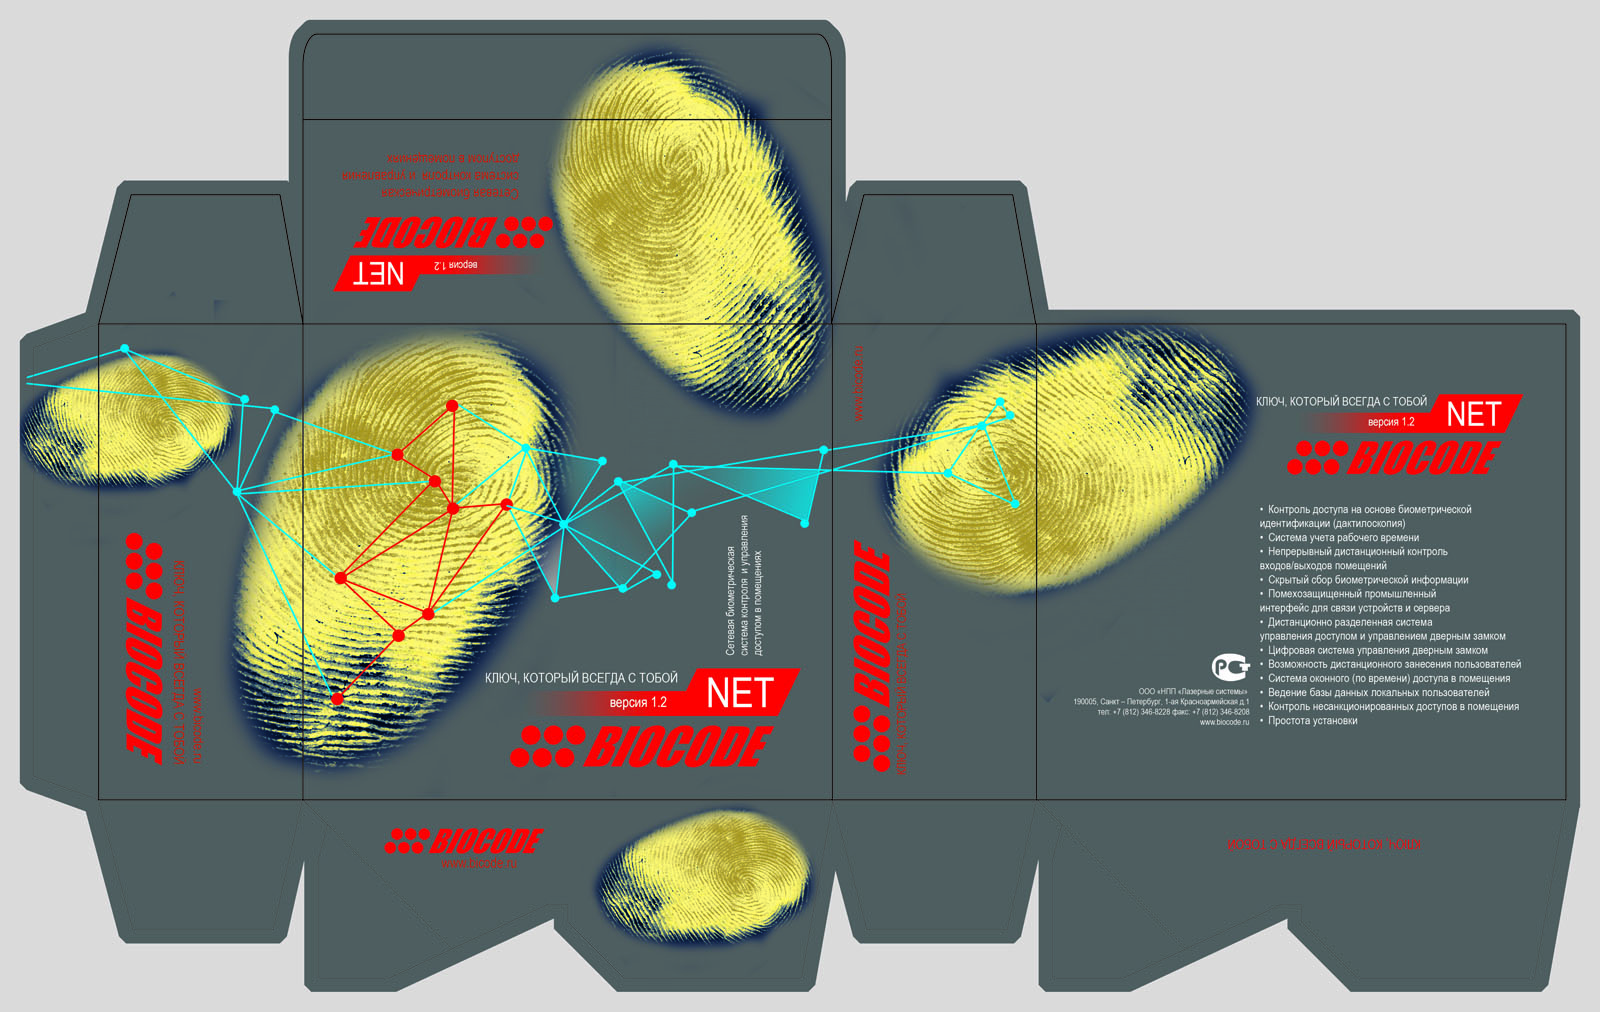 Сетевая биометрическая
система контроля и управления
доступом в помещениях
BIOCODE
NET
версия 1.2
BIOCODE
КЛЮЧ, КОТОРЫЙ ВСЕГДА С ТОБОЙ
www.biocode.ru
Сетевая биометрическая
система контроля и управления
доступом в помещениях
КЛЮЧ, КОТОРЫЙ ВСЕГДА С ТОБОЙ
NET
версия 1.2
BIOCODE
www.biocode.ru
BIOCODE
КЛЮЧ, КОТОРЫЙ ВСЕГДА С ТОБОЙ
КЛЮЧ, КОТОРЫЙ ВСЕГДА С ТОБОЙ
NET
версия 1.2
BIOCODE
• Контроль доступа на основе биометрической
идентификации (дактилоскопия)
• Система учета рабочего времени
• Непрерывный дистанционный контроль
входов/выходов помещений
• Скрытый сбор биометрической информации
• Помехозащищенный промышленный
интерфейс для связи устройств и сервера
• Дистанционно разделенная система
управления доступом и управлением дверным замком
• Цифровая система управления дверным замком
• Возможность дистанционного занесения пользователей
• Система оконного (по времени) доступа в помещения
• Ведение базы данных локальных пользователей
• Контроль несанкционированных доступов в помещения
• Простота установки
ООО «НПП «Лазерные системы»
190005, Санкт – Петербург, 1-ая Красноармейская д.1
тел: +7 (812) 346-8228 факс: +7 (812) 346-8208
www.biocode.ru
BIOCODE
www.bicode.ru
КЛЮЧ, КОТОРЫЙ ВСЕГДА С ТОБОЙ